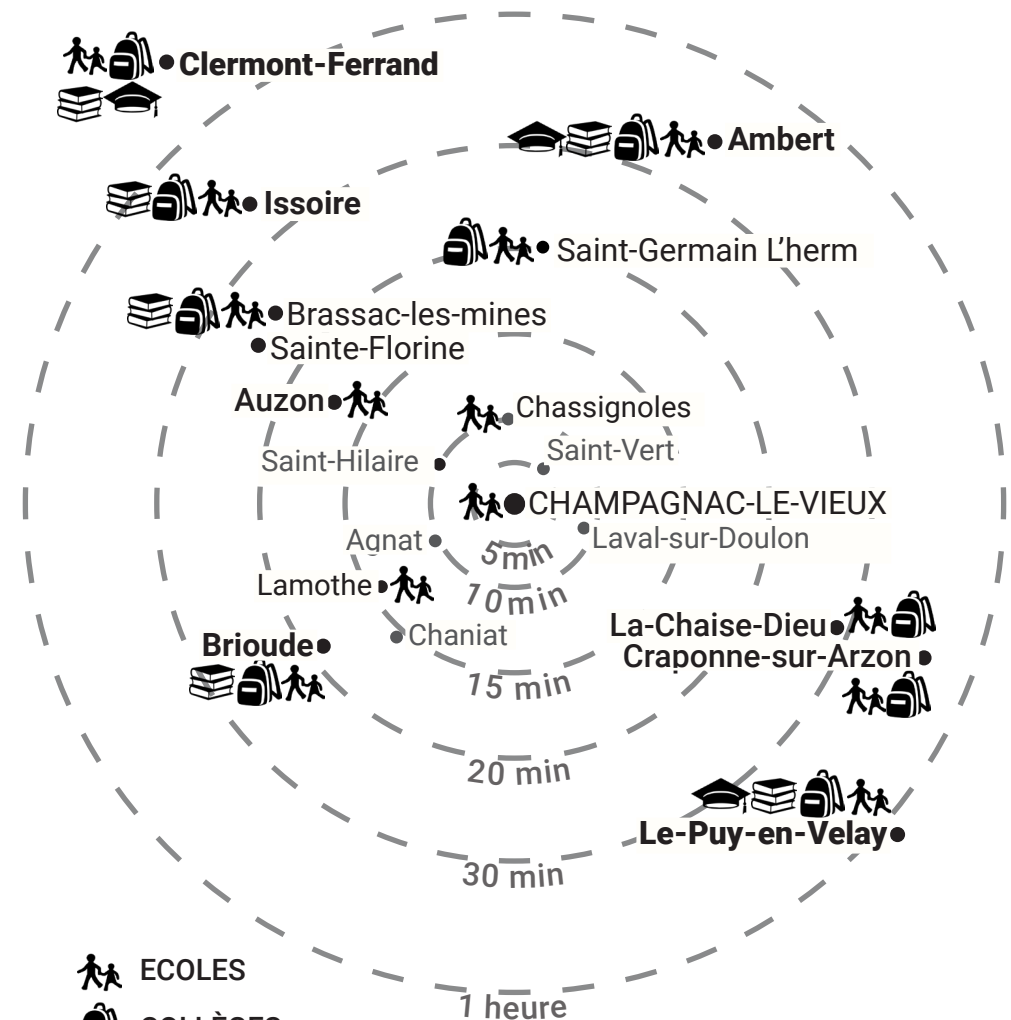 Clermont-Ferrand
Ambert
Issoire
Saint-Germain L'herm
Brassac-les-mines
Sainte-Florine
Auzon
Chassignoles
Saint-Vert
Saint-Hilaire
CHAMPAGNAC-LE-VIEUX
Laval-sur-Doulon
Agnat
5min
Lamothe
10min
La-Chaise-Dieu
Chaniat
Brioude
Craponne-sur-Arzon
15 min
20 min
Le-Puy-en-Velay
30 min
ECOLES
1 heure
COLLÈGES